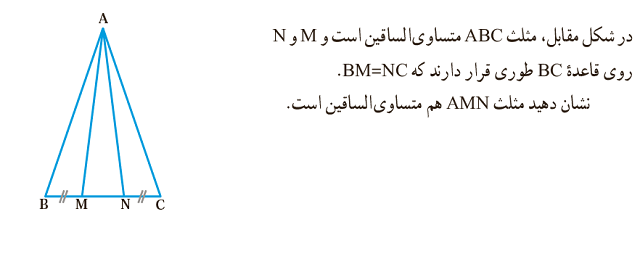 در شکل مقابل، مثلث ABC متساوی‌الساقین است و M و N
روی قاعدهٔ BC طوری قرار دارند که BM=NC.
نشان دهید مثلث AMN هم متساوی‌الساقین است.
A
B M N C